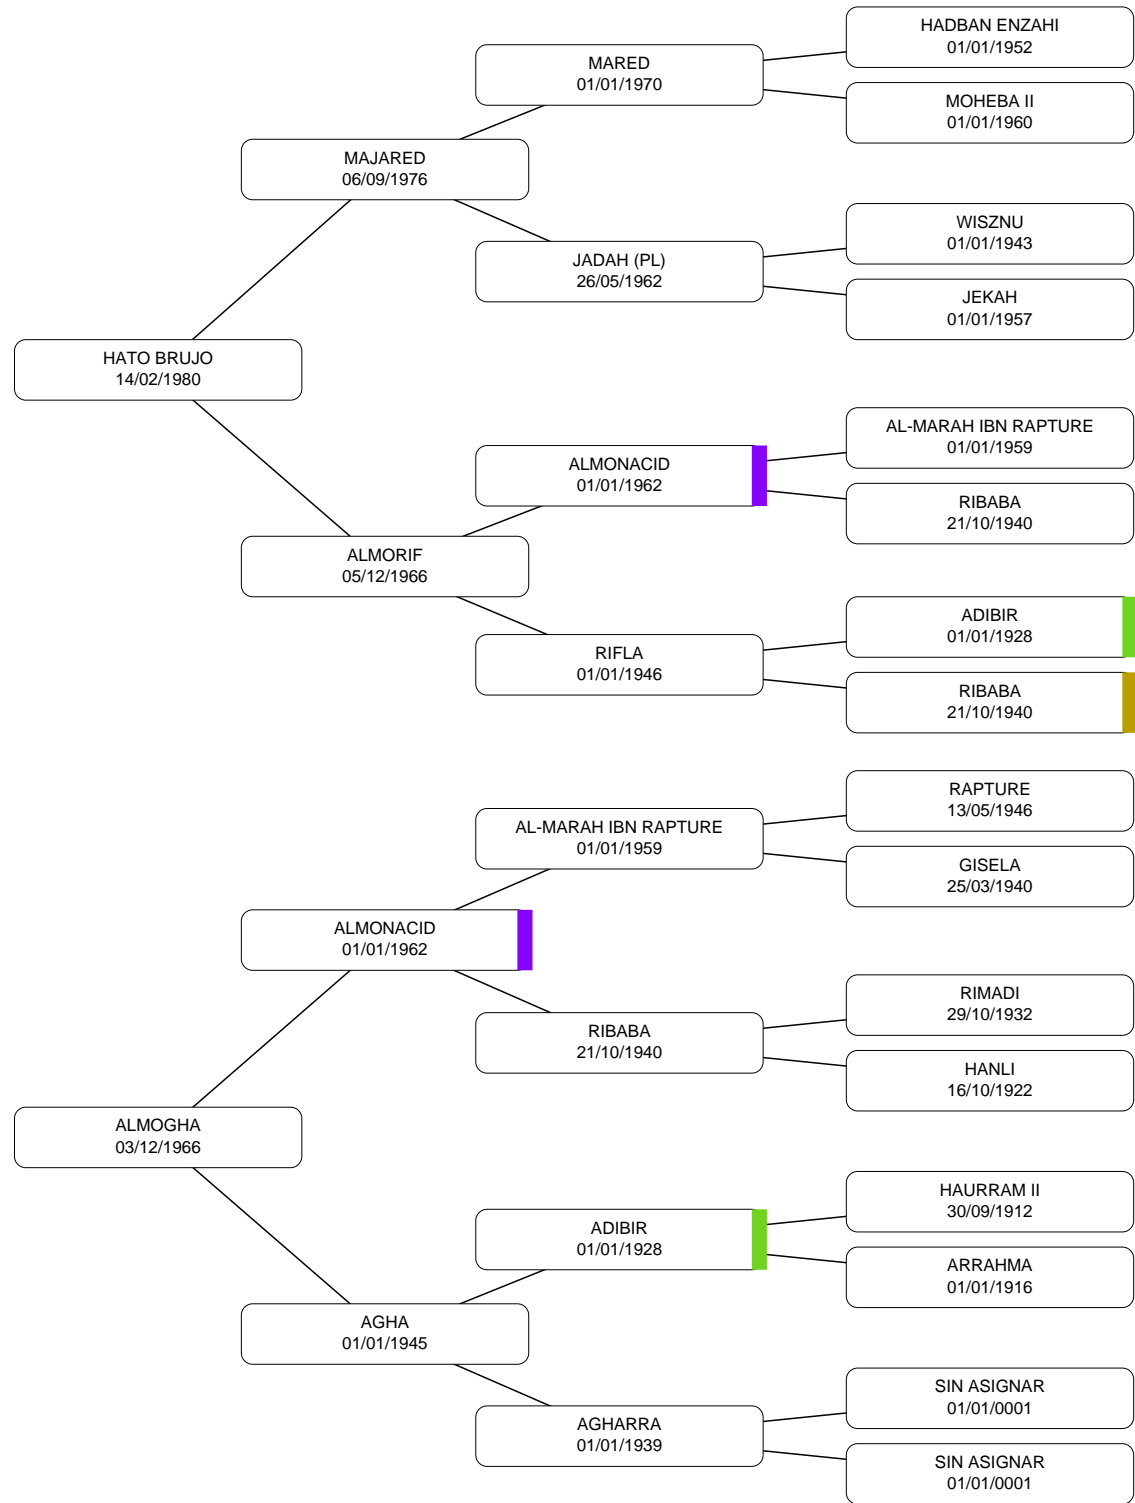 HADBAN ENZAHI
01/01/1952
MARED
01/01/1970
MOHEBA II
01/01/1960
MAJARED
06/09/1976
WISZNU
01/01/1943
JADAH (PL)
26/05/1962
JEKAH
01/01/1957
HATO BRUJO
14/02/1980
AL-MARAH IBN RAPTURE
01/01/1959
ALMONACID
01/01/1962
RIBABA
21/10/1940
ALMORIF
05/12/1966
ADIBIR
01/01/1928
RIFLA
01/01/1946
RIBABA
21/10/1940
RAPTURE
13/05/1946
AL-MARAH IBN RAPTURE
01/01/1959
GISELA
25/03/1940
ALMONACID
01/01/1962
RIMADI
29/10/1932
RIBABA
21/10/1940
HANLI
16/10/1922
ALMOGHA
03/12/1966
HAURRAM II
30/09/1912
ADIBIR
01/01/1928
ARRAHMA
01/01/1916
AGHA
01/01/1945
SIN ASIGNAR
01/01/0001
AGHARRA
01/01/1939
SIN ASIGNAR
01/01/0001